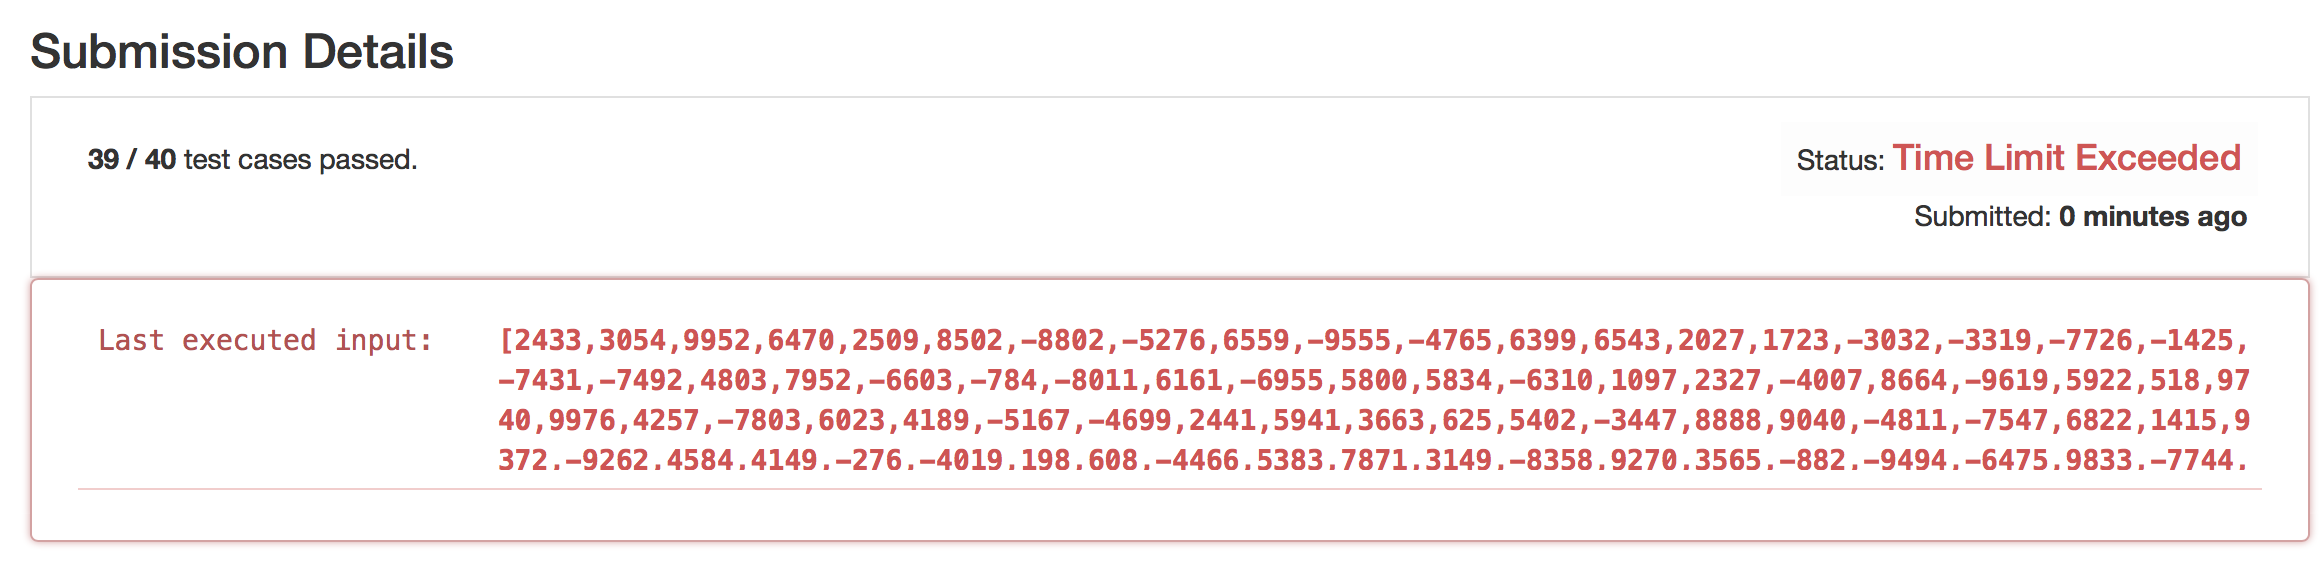 Submission Details
39 / 40 test cases passed.
Status: Time Limit Exceeded
Submitted: 0 minutes ago
Last executed input: [2433,3054,9952,6470,2509,8502,-8802,-5276,6559,-9555,-4765,6399,6543,2027,1723,-3032,-3319,-7726,-1425,
-7431,-7492,4803,7952,-6603,-784,-8011,6161,-6955,5800,5834,-6310,1097,2327,-4007,8664,-9619,5922,518,97
40,9976,4257,-7803,6023,4189,-5167,-4699,2441,5941,3663,625,5402,-3447,8888,9040,-4811,-7547,6822,1415,9
372,-9262,4584,4149,-276,-4019,198,608,-4466,5383,7871,3149,-8358,9270,3565,-882,-9494,-6475,9833,-7744,